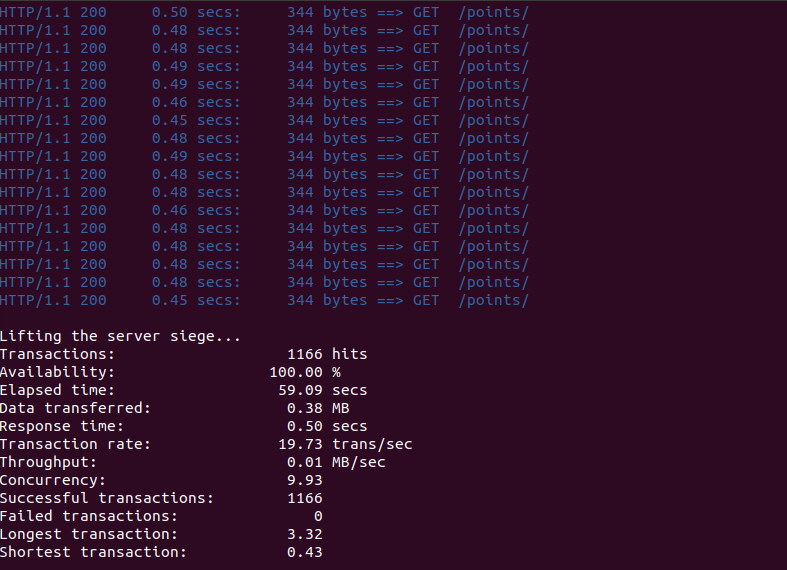 HTTP/1.1 200     0.50 secs:     344 bytes ==> GET  /points/
HTTP/1.1 200     0.48 secs:     344 bytes ==> GET  /points/
HTTP/1.1 200     0.48 secs:     344 bytes ==> GET  /points/
HTTP/1.1 200     0.49 secs:     344 bytes ==> GET  /points/
HTTP/1.1 200     0.49 secs:     344 bytes ==> GET  /points/
HTTP/1.1 200     0.46 secs:     344 bytes ==> GET  /points/
HTTP/1.1 200     0.45 secs:     344 bytes ==> GET  /points/
HTTP/1.1 200     0.48 secs:     344 bytes ==> GET  /points/
HTTP/1.1 200     0.49 secs:     344 bytes ==> GET  /points/
HTTP/1.1 200     0.48 secs:     344 bytes ==> GET  /points/
HTTP/1.1 200     0.48 secs:     344 bytes ==> GET  /points/
HTTP/1.1 200     0.46 secs:     344 bytes ==> GET  /points/
HTTP/1.1 200     0.48 secs:     344 bytes ==> GET  /points/
HTTP/1.1 200     0.48 secs:     344 bytes ==> GET  /points/
HTTP/1.1 200     0.48 secs:     344 bytes ==> GET  /points/
HTTP/1.1 200     0.48 secs:     344 bytes ==> GET  /points/
HTTP/1.1 200     0.45 secs:     344 bytes ==> GET  /points/
Lifting the server siege...
Transactions:                   1166 hits
Availability:                 100.00 %
Elapsed time:                  59.09 secs
Data transferred:               0.38 MB
Response time:                  0.50 secs
Transaction rate:              19.73 trans/sec
Throughput:                     0.01 MB/sec
Concurrency:                    9.93
Successful transactions:        1166
Failed transactions:               0
Longest transaction:            3.32
Shortest transaction:           0.43